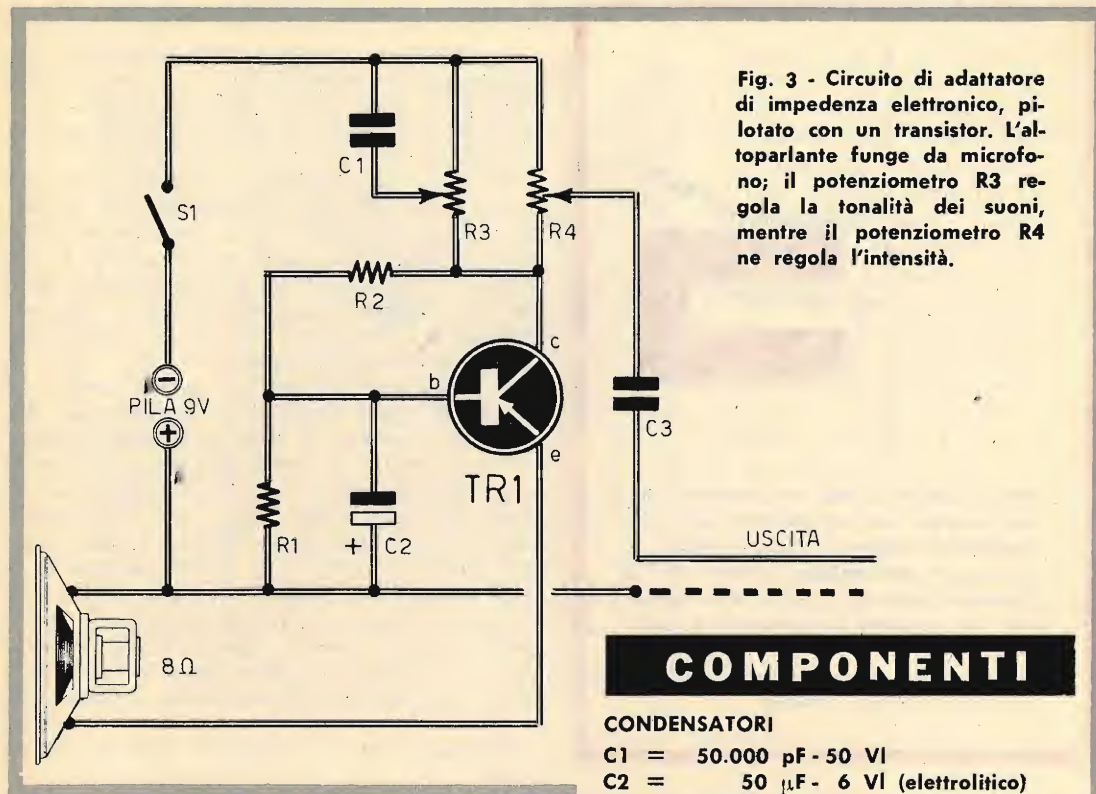 Fig. 3 - Circuito di adattatore
di impedenza elettronico, pi-
lotato con un transistor. L'al-
toparlante funge da microfo-
no; il potenziometro R3 re-
gola la tonalità dei suoni,
mentre il potenziometro R4
ne regola l'intensità.
C1
S1
R3
R4
R2
c
b
−
PILA 9V
+
C3
e
TR1
R1
+ C2
USCITA
8Ω
COMPONENTI
CONDENSATORI
C1 = 50.000 pF - 50 Vl
C2 = 50 µF - 6 Vl (elettrolitico)